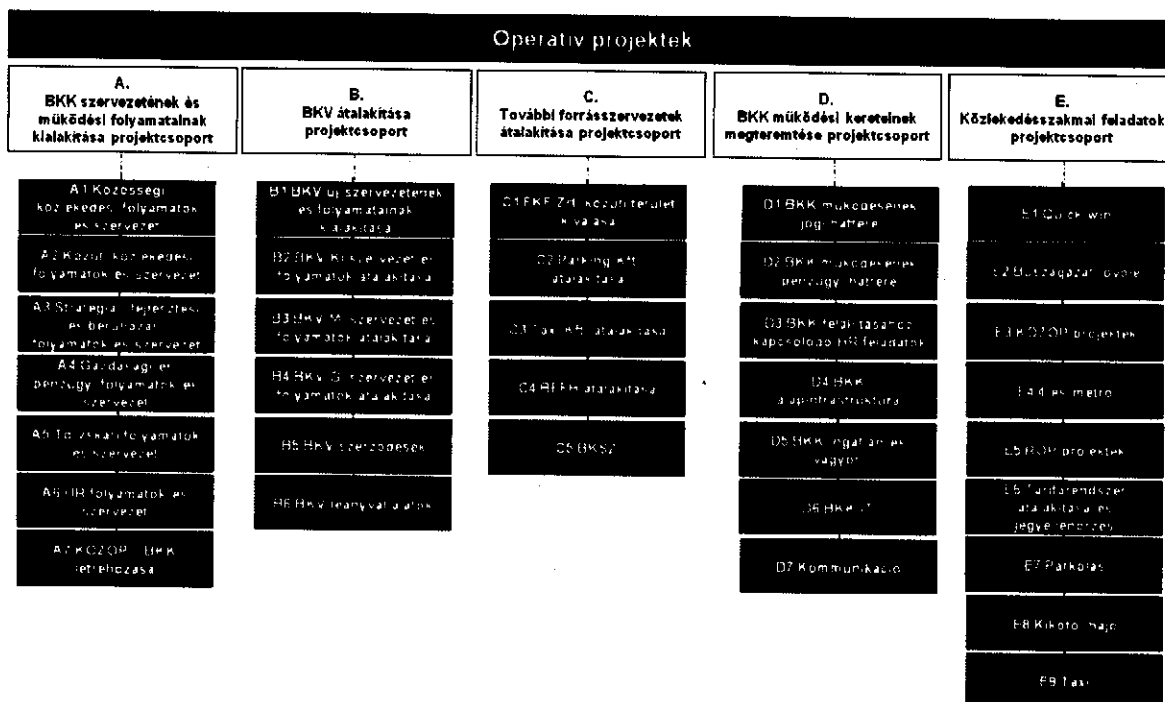 Operatív projektek
A.
BKK szervezetének és
működési folyamatainak
kialakítása projektcsoport
A1 Közösségi
közlekedési folyamatok
és szervezet
A2 Közúti közlekedési
folyamatok és szervezet
A3 Stratégiai fejlesztési
és beruházási
folyamatok és szervezet
A4 Gazdasági és
pénzügyi folyamatok és
szervezet
A5 Törzskari folyamatok
és szervezet
A6 HR folyamatok és
szervezet
A7 KÖZOP BKK
létrehozása
B.
BKV átalakítása
projektcsoport
B1 BKV új szervezetének
és folyamatainak
kialakítása
B2 BKV szervezet és
folyamatok átalakítása
B3 BKV szervezet és
folyamatok átalakítása
B4 BKV szervezet és
folyamatok átalakítása
B5 BKV szerződések
B6 BKV leányvállalatok
C.
További forrásszervezetek
átalakítása projektcsoport
C1 FKF Zrt. közúti terület
kiválása
C2 Parking Kft.
átalakítása
C3 Taxi Kft. átalakítása
C4 átalakítása
C5 BKSZ
D.
BKK működési kereteinek
megteremtése projektcsoport
D1 BKK működésének
jogi háttere
D2 BKK működésének
pénzügyi háttere
D3 BKK felállításához
kapcsolódó HR feladatok
D4 BKK
alapinfrastruktúra
D5 BKK ingatlan és
vagyon
D6 BKK IT
D7 Kommunikáció
E.
Közlekedésszakmai feladatok
projektcsoport
E1 Quick win
E2 Buszágazat jövője
E3 KÖZOP projektek
E4 4-es metró
E5 ROP projektek
E6 Tarifarendszer
átalakítása és
jegyellenőrzés
E7 Parkolás
E8 Kikötő, hajó
E9 Taxi